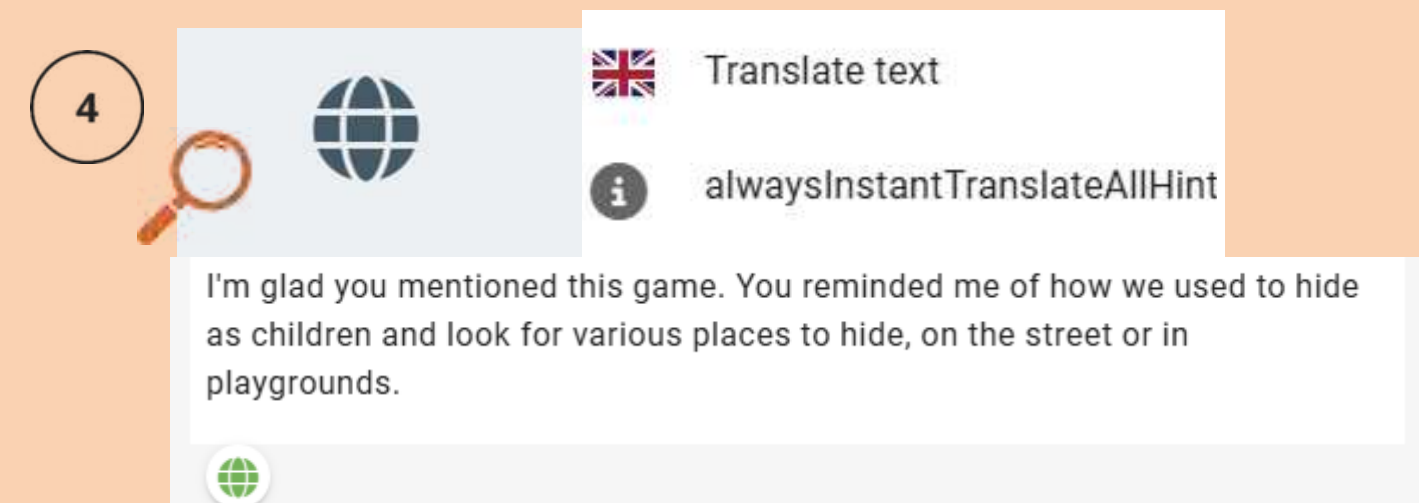 4
Translate text
alwaysInstantTranslateAllHint
I'm glad you mentioned this game. You reminded me of how we used to hide
as children and look for various places to hide, on the street or in
playgrounds.